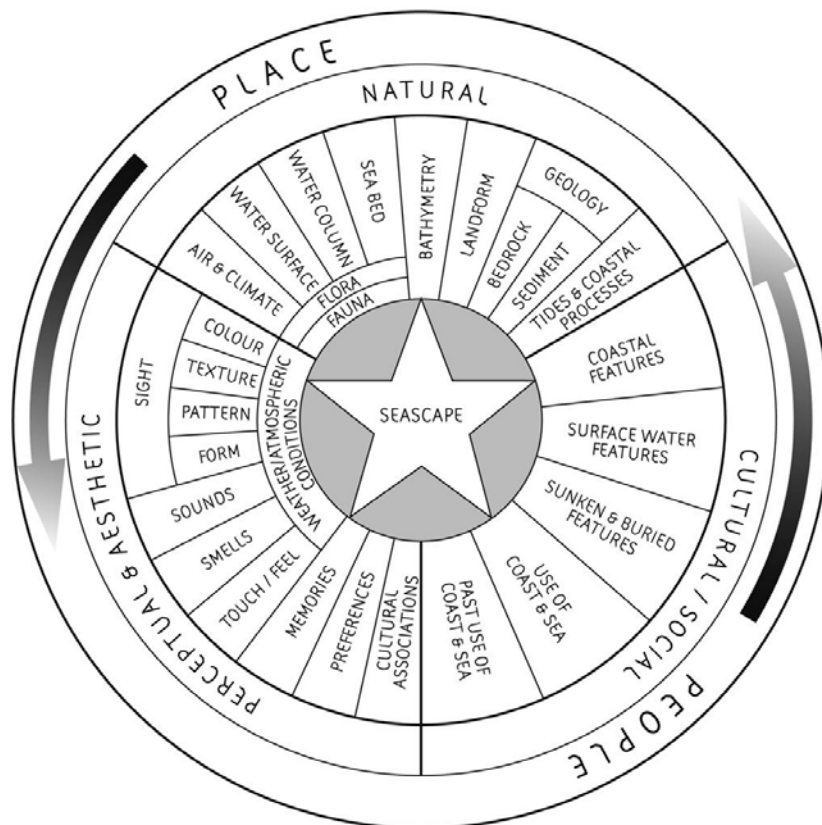 PLACE
NATURAL
AIR & CLIMATE
WATER SURFACE
WATER COLUMN
SEA BED
FLORA
FAUNA
BATHYMETRY
LANDFORM
GEOLOGY
BEDROCK
SEDIMENT
TIDES & COASTAL
PROCESSES
SEASCAPE
CULTURAL / SOCIAL
COASTAL
FEATURES
SURFACE WATER
FEATURES
SUNKEN & BURIED
FEATURES
USE OF
COAST & SEA
PAST USE OF
COAST & SEA
PEOPLE
PERCEPTUAL & AESTHETIC
CULTURAL
ASSOCIATIONS
PREFERENCES
MEMORIES
TOUCH / FEEL
SMELLS
SOUNDS
SIGHT
FORM
PATTERN
TEXTURE
COLOUR
WEATHER/ATMOSPHERIC
CONDITIONS